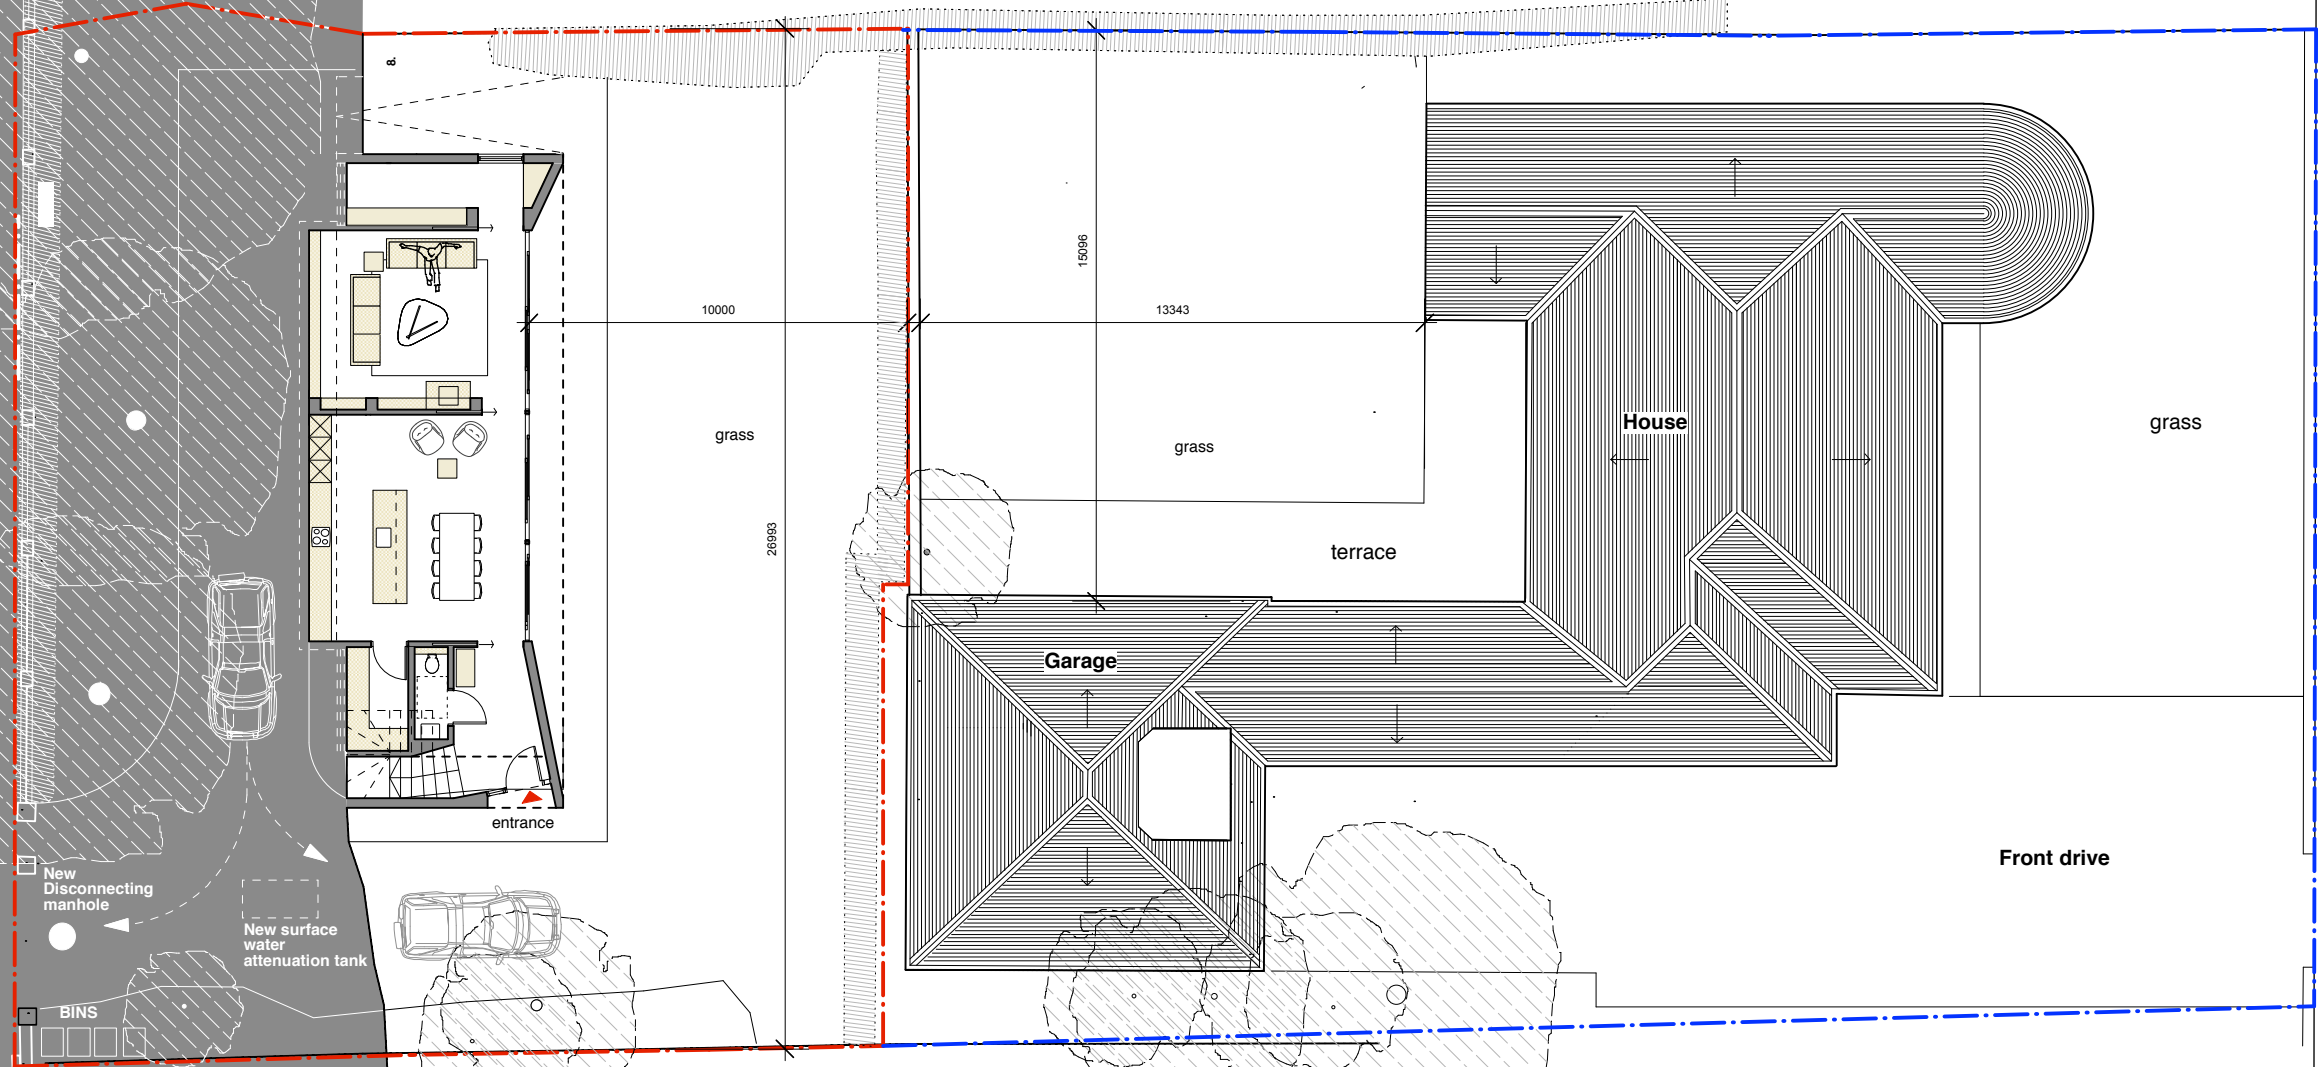 8.
15096
10000
13343
grass
grass
House
grass
26993
terrace
Garage
entrance
Front drive
New
Disconnecting
manhole
New surface
water
attenuation tank
BINS